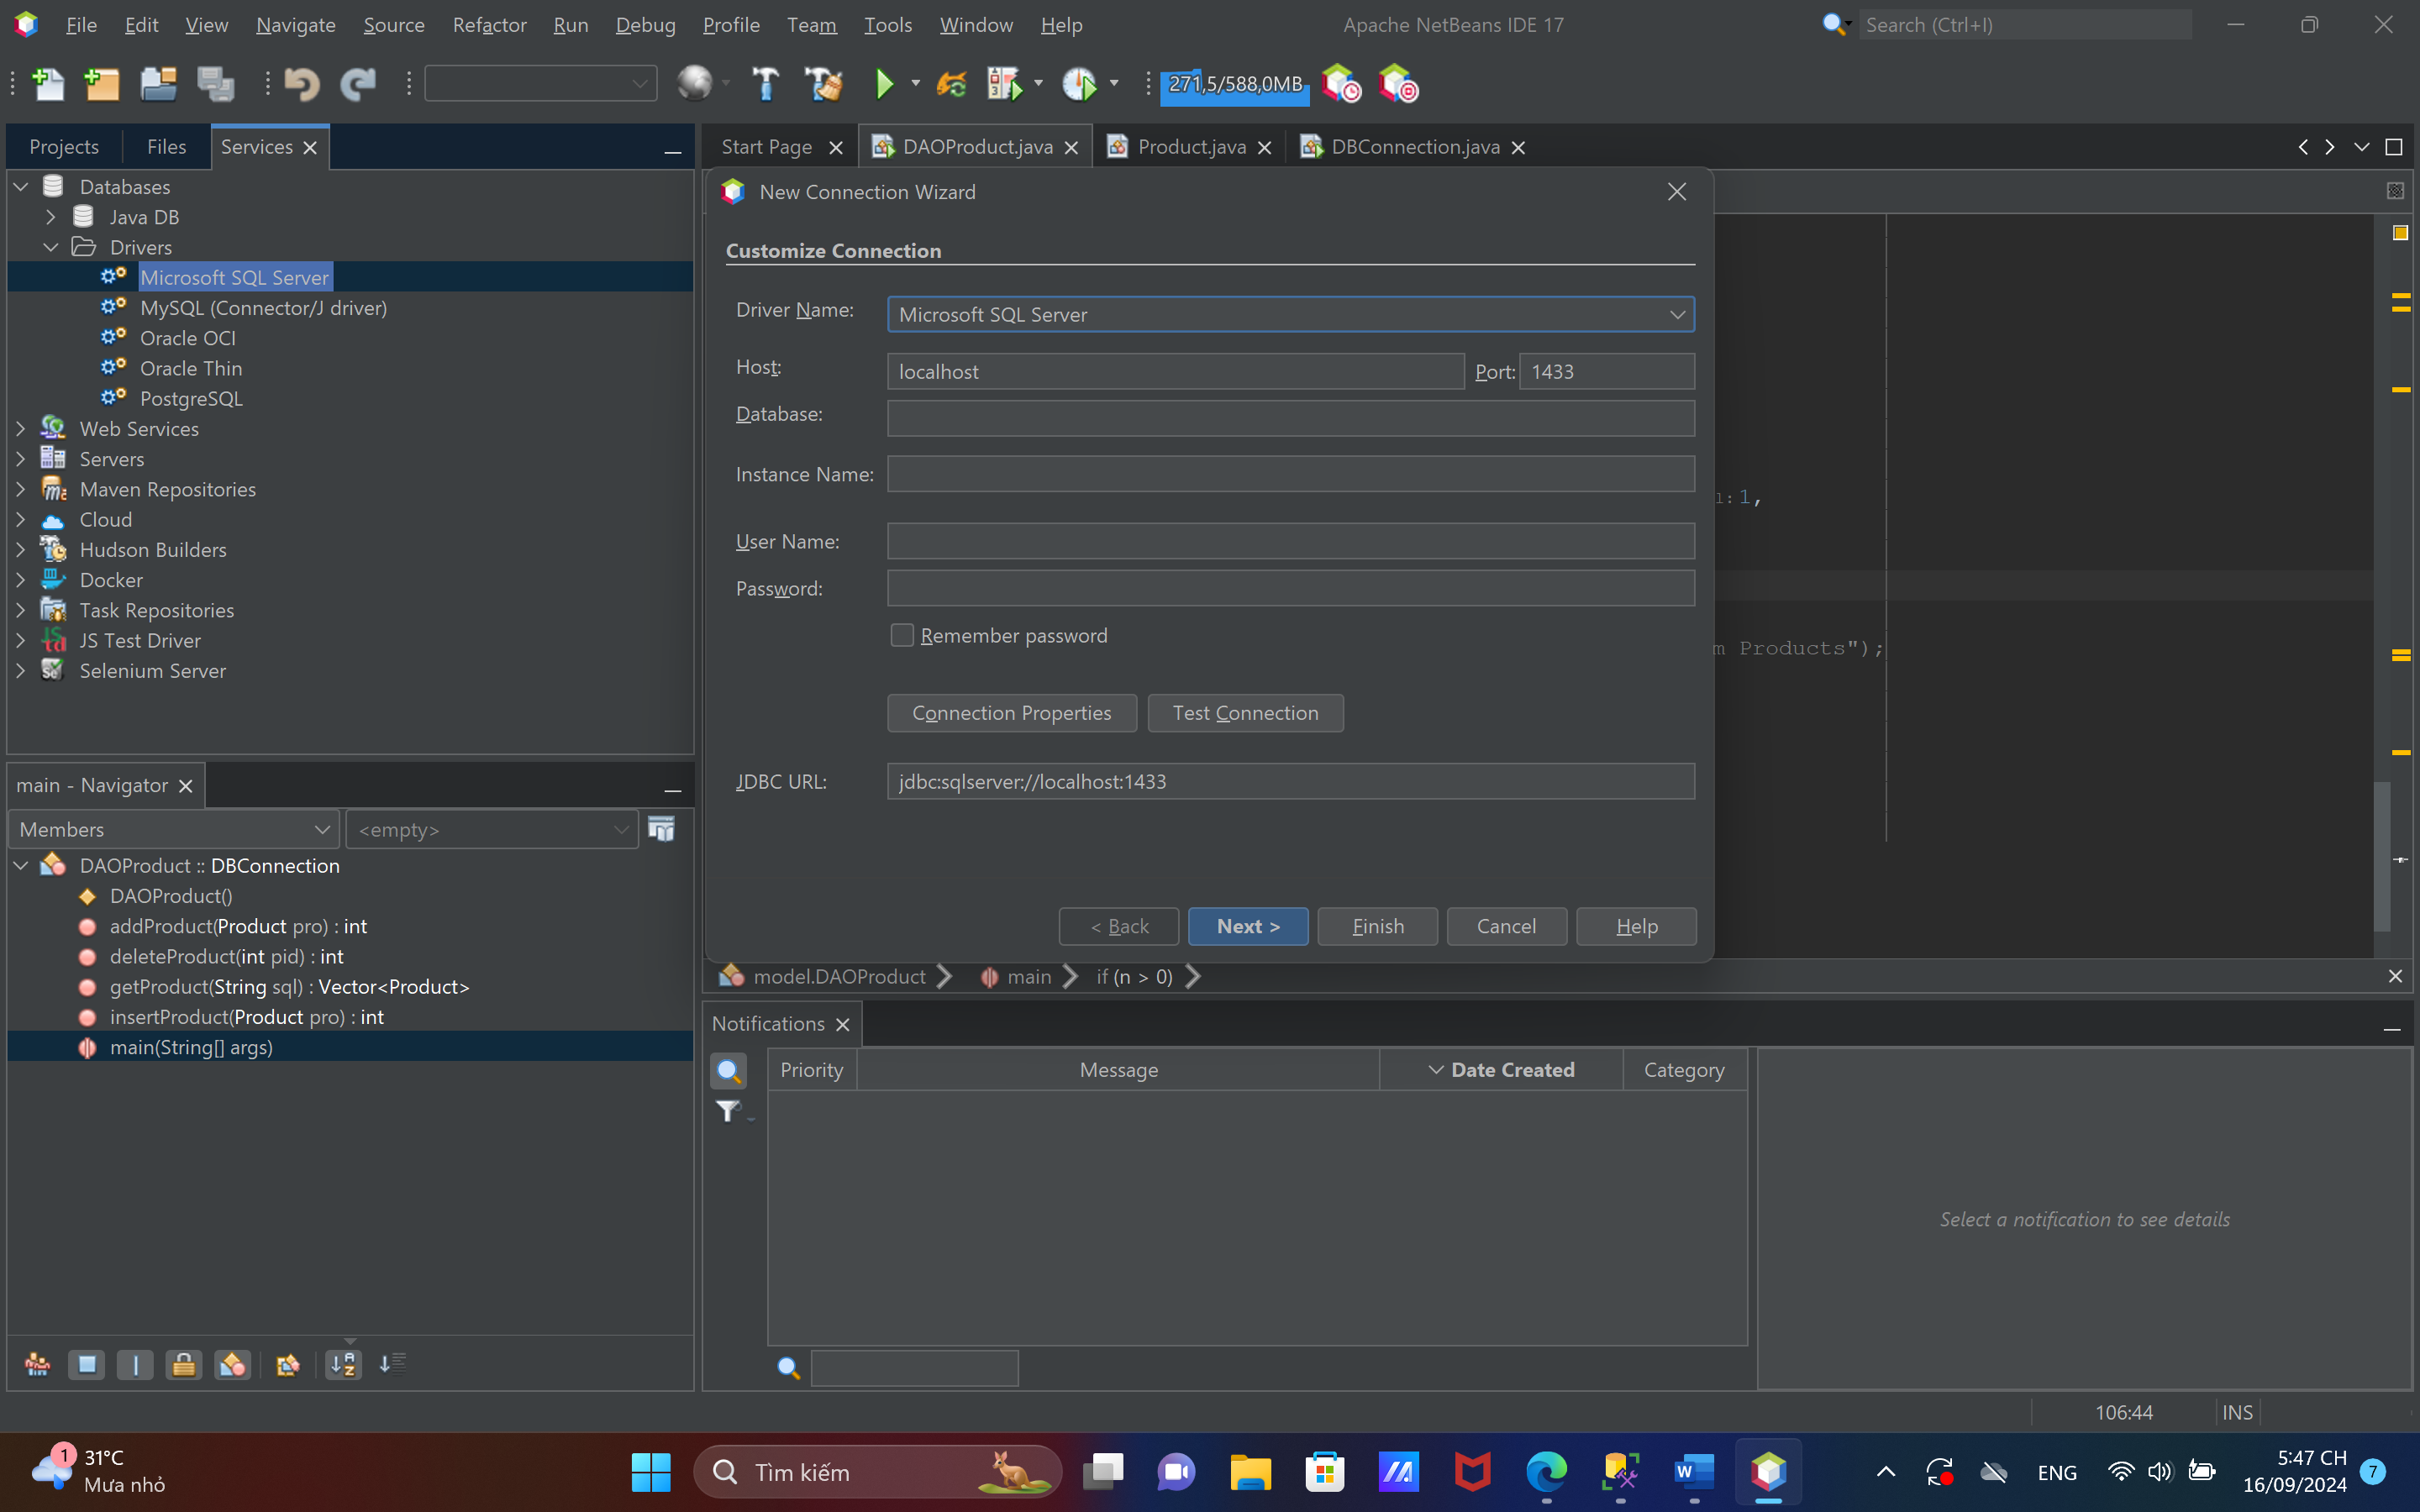 File Edit View Navigate Source Refactor Run Debug Profile Team Tools Window Help Apache NetBeans IDE 17 Search (Ctrl+I)
271,5/588,0MB
Projects Files Services
Start Page DAOProduct.java Product.java DBConnection.java
Databases
Java DB
Drivers
Microsoft SQL Server
MySQL (Connector/J driver)
Oracle OCI
Oracle Thin
PostgreSQL
Web Services
Servers
Maven Repositories
Cloud
Hudson Builders
Docker
Task Repositories
JS Test Driver
Selenium Server
New Connection Wizard
Customize Connection
Driver Name: Microsoft SQL Server
Host: localhost Port: 1433
Database:
Instance Name:
User Name:
Password:
Remember password
Connection Properties Test Connection
JDBC URL: jdbc:sqlserver://localhost:1433
< Back Next > Finish Cancel Help
:1,
m Products");
main - Navigator
Members <empty>
DAOProduct :: DBConnection
DAOProduct()
addProduct(Product pro) : int
deleteProduct(int pid) : int
getProduct(String sql) : Vector<Product>
insertProduct(Product pro) : int
main(String[] args)
model.DAOProduct main if (n > 0)
Notifications
Priority Message Date Created Category
Select a notification to see details
106:44 INS
1 31°C
Mưa nhỏ
Tìm kiếm
ENG
5:47 CH
16/09/2024
7